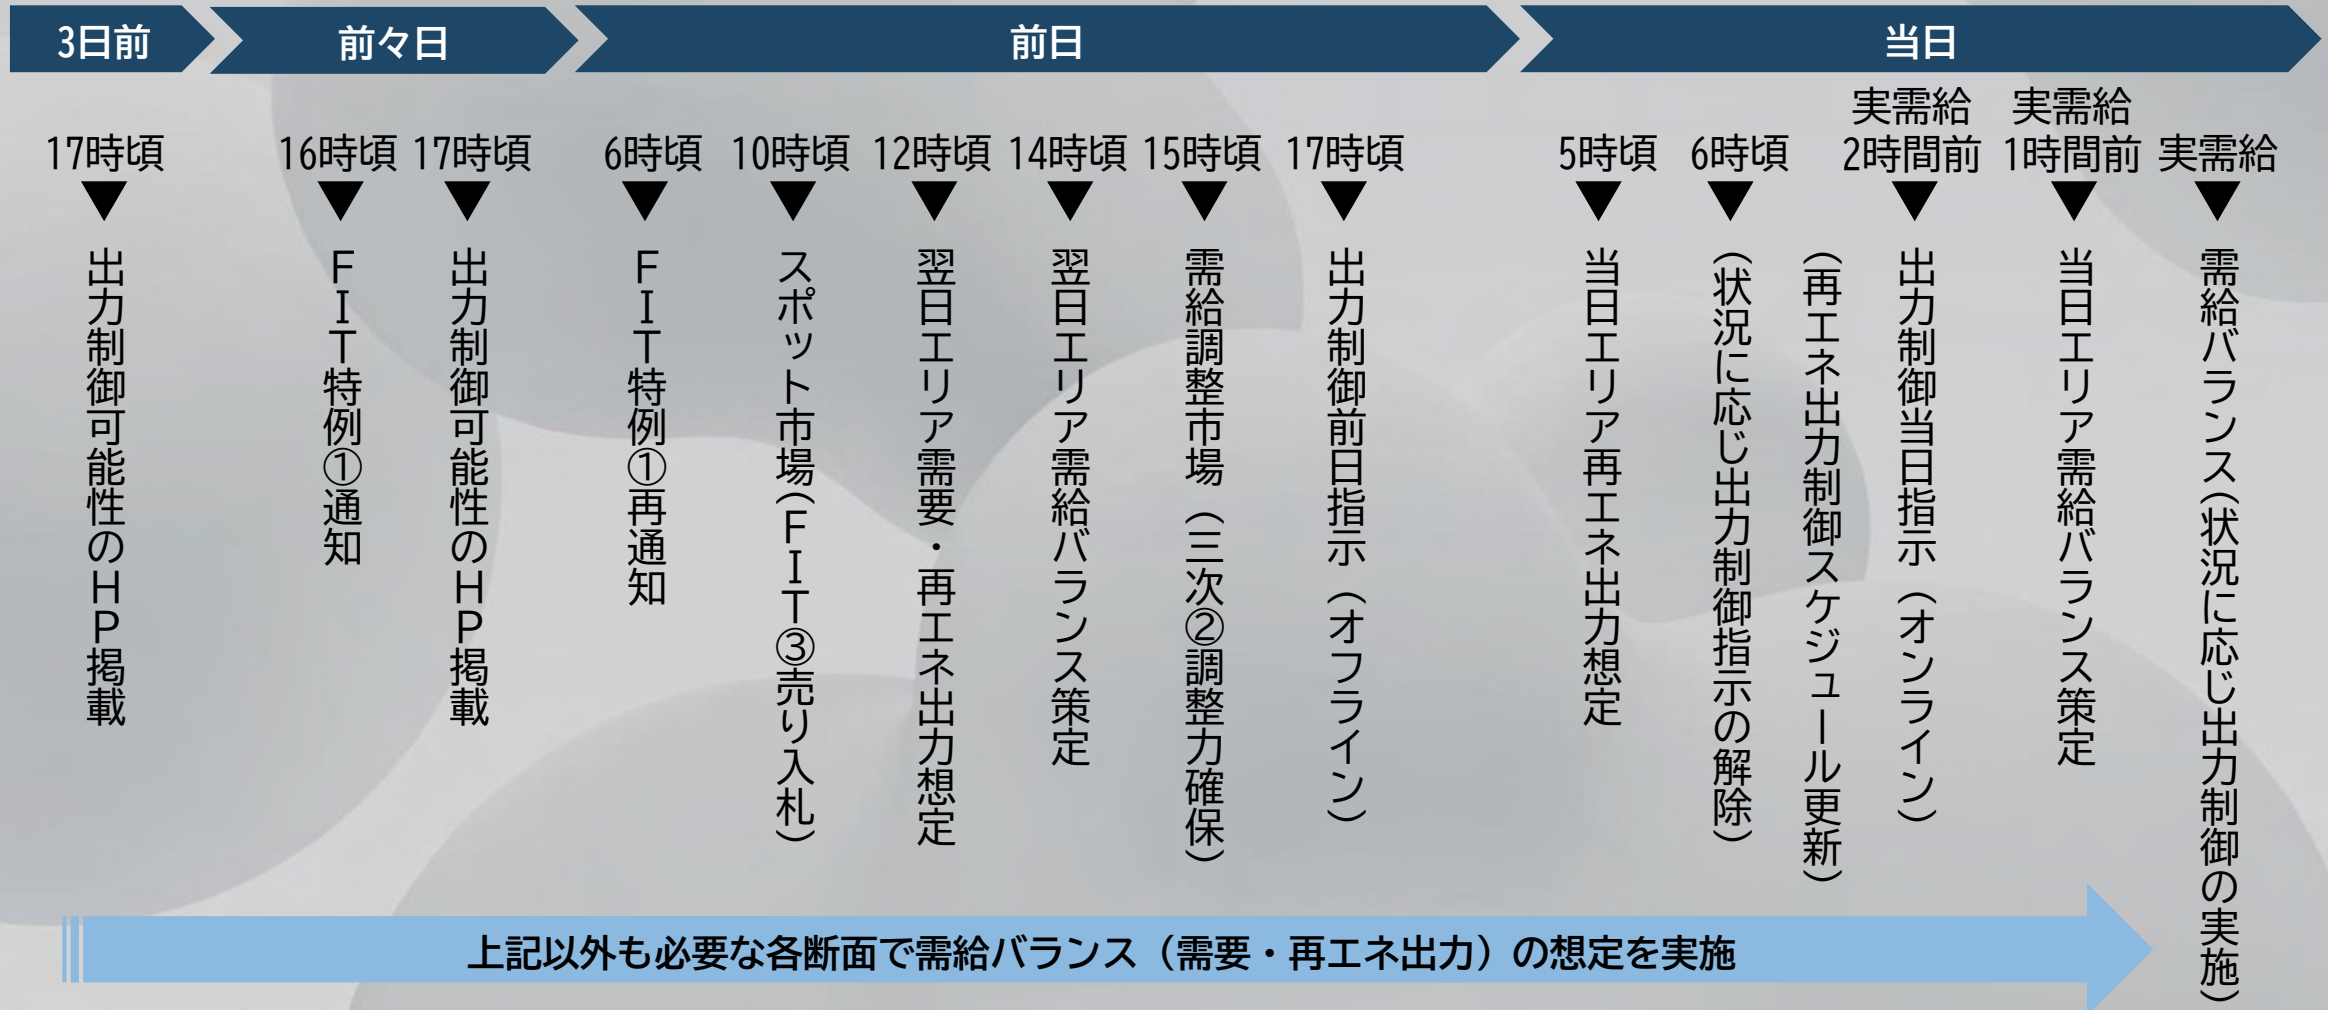 3日前
前々日
前日
当日
17時頃
出力制御可能性のHP掲載
16時頃
FIT特例①通知
17時頃
出力制御可能性のHP掲載
6時頃
FIT特例①再通知
10時頃
スポット市場(FIT③売り入札)
12時頃
翌日エリア需要・再エネ出力想定
14時頃
翌日エリア需給バランス策定
15時頃
需給調整市場(三次②調整力確保)
17時頃
出力制御前日指示(オフライン)
5時頃
当日エリア再エネ出力想定
6時頃
(状況に応じ出力制御指示の解除)
(再エネ出力制御スケジュール更新)
実需給
2時間前
出力制御当日指示(オンライン)
実需給
1時間前
当日エリア需給バランス策定
実需給
需給バランス(状況に応じ出力制御の実施)
上記以外も必要な各断面で需給バランス(需要・再エネ出力)の想定を実施